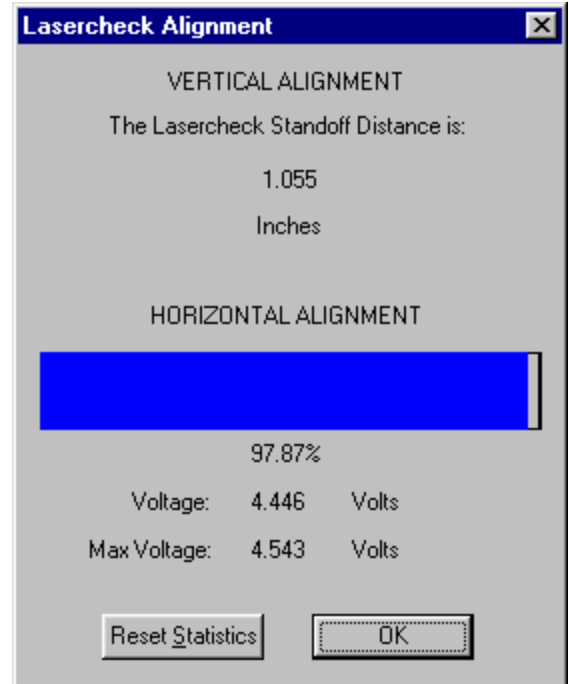 Lasercheck Alignment
VERTICAL ALIGNMENT
The Lasercheck Standoff Distance is:
1.055
Inches
HORIZONTAL ALIGNMENT
97.87%
Voltage: 4.446 Volts
Max Voltage: 4.543 Volts
Reset Statistics OK